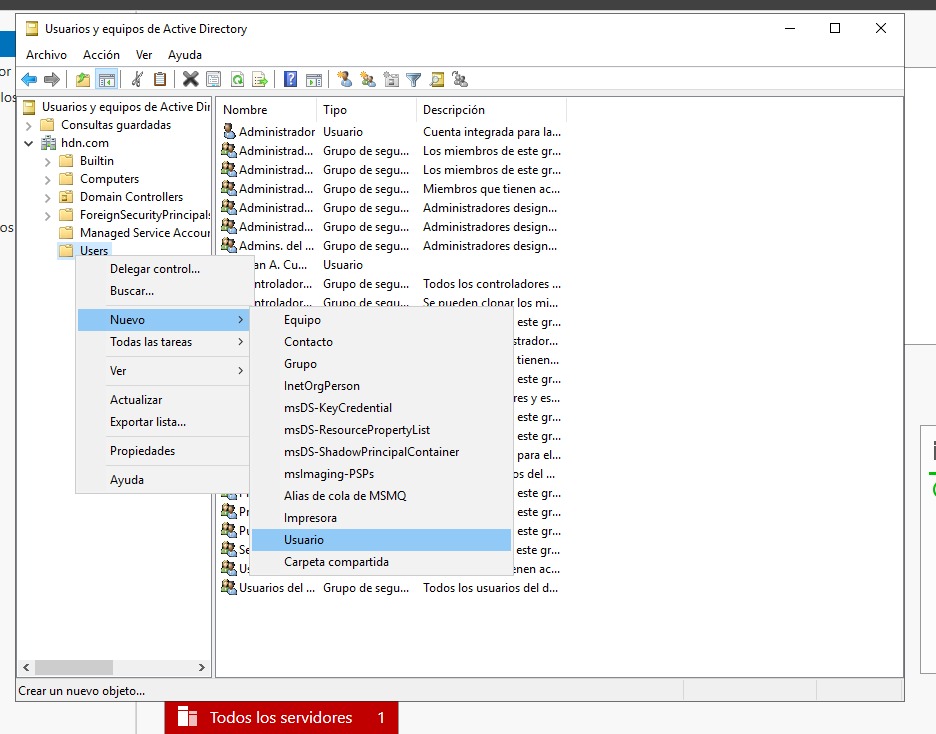 Usuarios y equipos de Active Directory
Archivo Acción Ver Ayuda
Usuarios y equipos de Active Dir
Consultas guardadas
hdn.com
Builtin
Computers
Domain Controllers
ForeignSecurityPrincipals
Managed Service Accour
Users
Nombre Tipo Descripción
Administrador Usuario Cuenta integrada para la...
Administrad... Grupo de segu... Los miembros de este gr...
Administrad... Grupo de segu... Los miembros de este gr...
Administrad... Grupo de segu... Miembros que tienen ac...
Administrad... Grupo de segu... Administradores design...
Administrad... Grupo de segu... Administradores design...
Admins. del ... Grupo de segu... Administradores design...
an A. Cu... Usuario
ntrolador... Grupo de segu... Todos los controladores ...
ntrolador... Grupo de segu... Se pueden clonar los mi...
este gr...
strador...
tienen...
este gr...
res y es...
este gr...
este gr...
para el...
os del ...
este gr...
este gr...
este gr...
este gr...
enen ac...
Usuarios del ... Grupo de segu... Todos los usuarios del d...
Delegar control...
Buscar...
Nuevo
Todas las tareas
Ver
Actualizar
Exportar lista...
Propiedades
Ayuda
Equipo
Contacto
Grupo
InetOrgPerson
msDS-KeyCredential
msDS-ResourcePropertyList
msDS-ShadowPrincipalContainer
msImaging-PSPs
Alias de cola de MSMQ
Impresora
Usuario
Carpeta compartida
Crear un nuevo objeto...
Todos los servidores 1